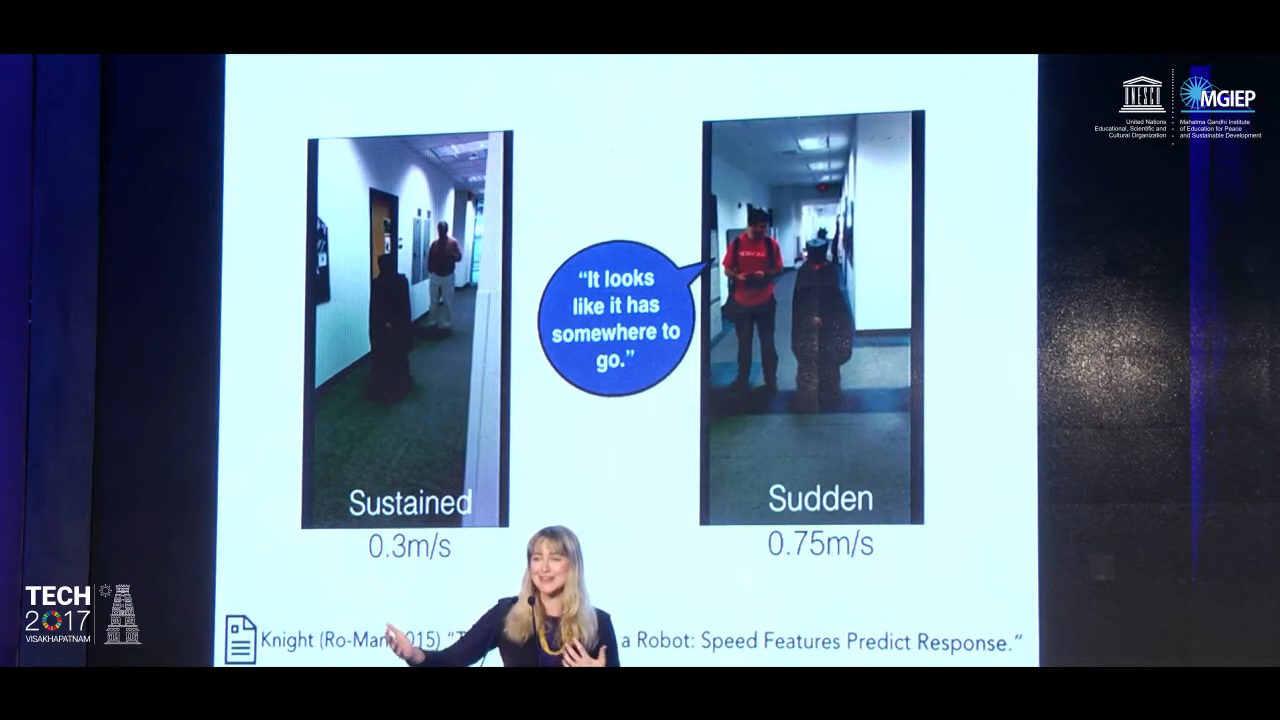 UNESCO
MGIEP
United Nations
Educational, Scientific and
Cultural Organization
Mahatma Gandhi Institute
of Education for Peace
and Sustainable Development
“It looks
like it has
somewhere to
go.”
Sustained
0.3m/s
Sudden
0.75m/s
TECH
2017
VISAKHAPATNAM
Knight (Ro-Man 015) “T a Robot: Speed Features Predict Response.”